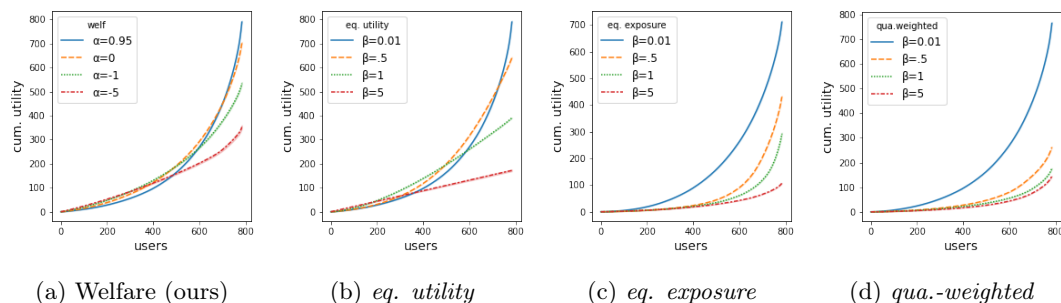 welf
α=0.95
α=0
α=-1
α=-5
cum. utility
800
700
600
500
400
300
200
100
0
0 200 400 600 800
users
(a) Welfare (ours)
eq. utility
β=0.01
β=.5
β=1
β=5
cum. utility
800
700
600
500
400
300
200
100
0
0 200 400 600 800
users
(b) eq. utility
eq. exposure
β=0.01
β=.5
β=1
β=5
cum. utility
700
600
500
400
300
200
100
0
0 200 400 600 800
users
(c) eq. exposure
qua.weighted
β=0.01
β=.5
β=1
β=5
cum. utility
800
700
600
500
400
300
200
100
0
0 200 400 600 800
users
(d) qua.-weighted